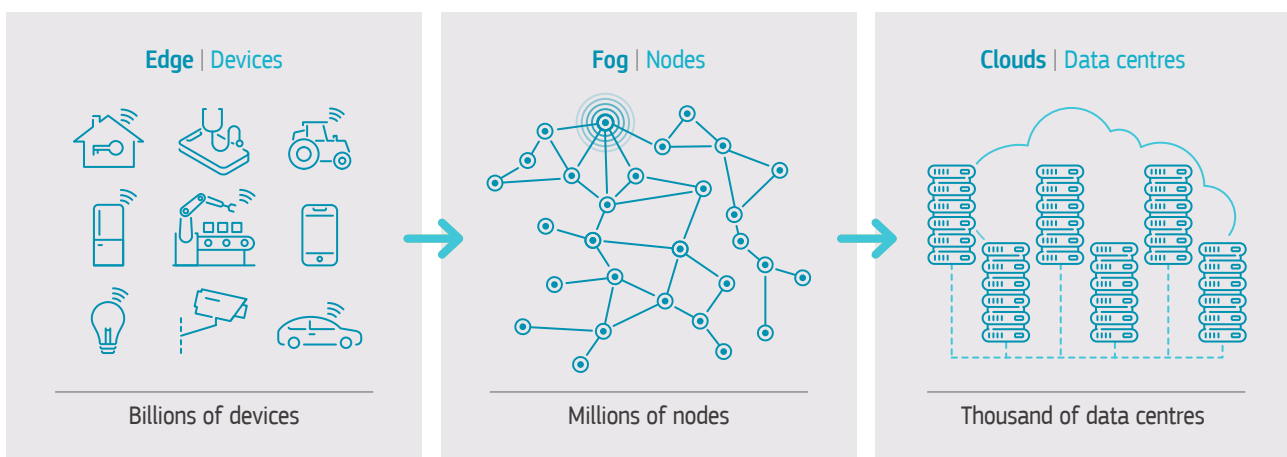 Edge | Devices
Fog | Nodes
Clouds | Data centres
Billions of devices
Millions of nodes
Thousand of data centres